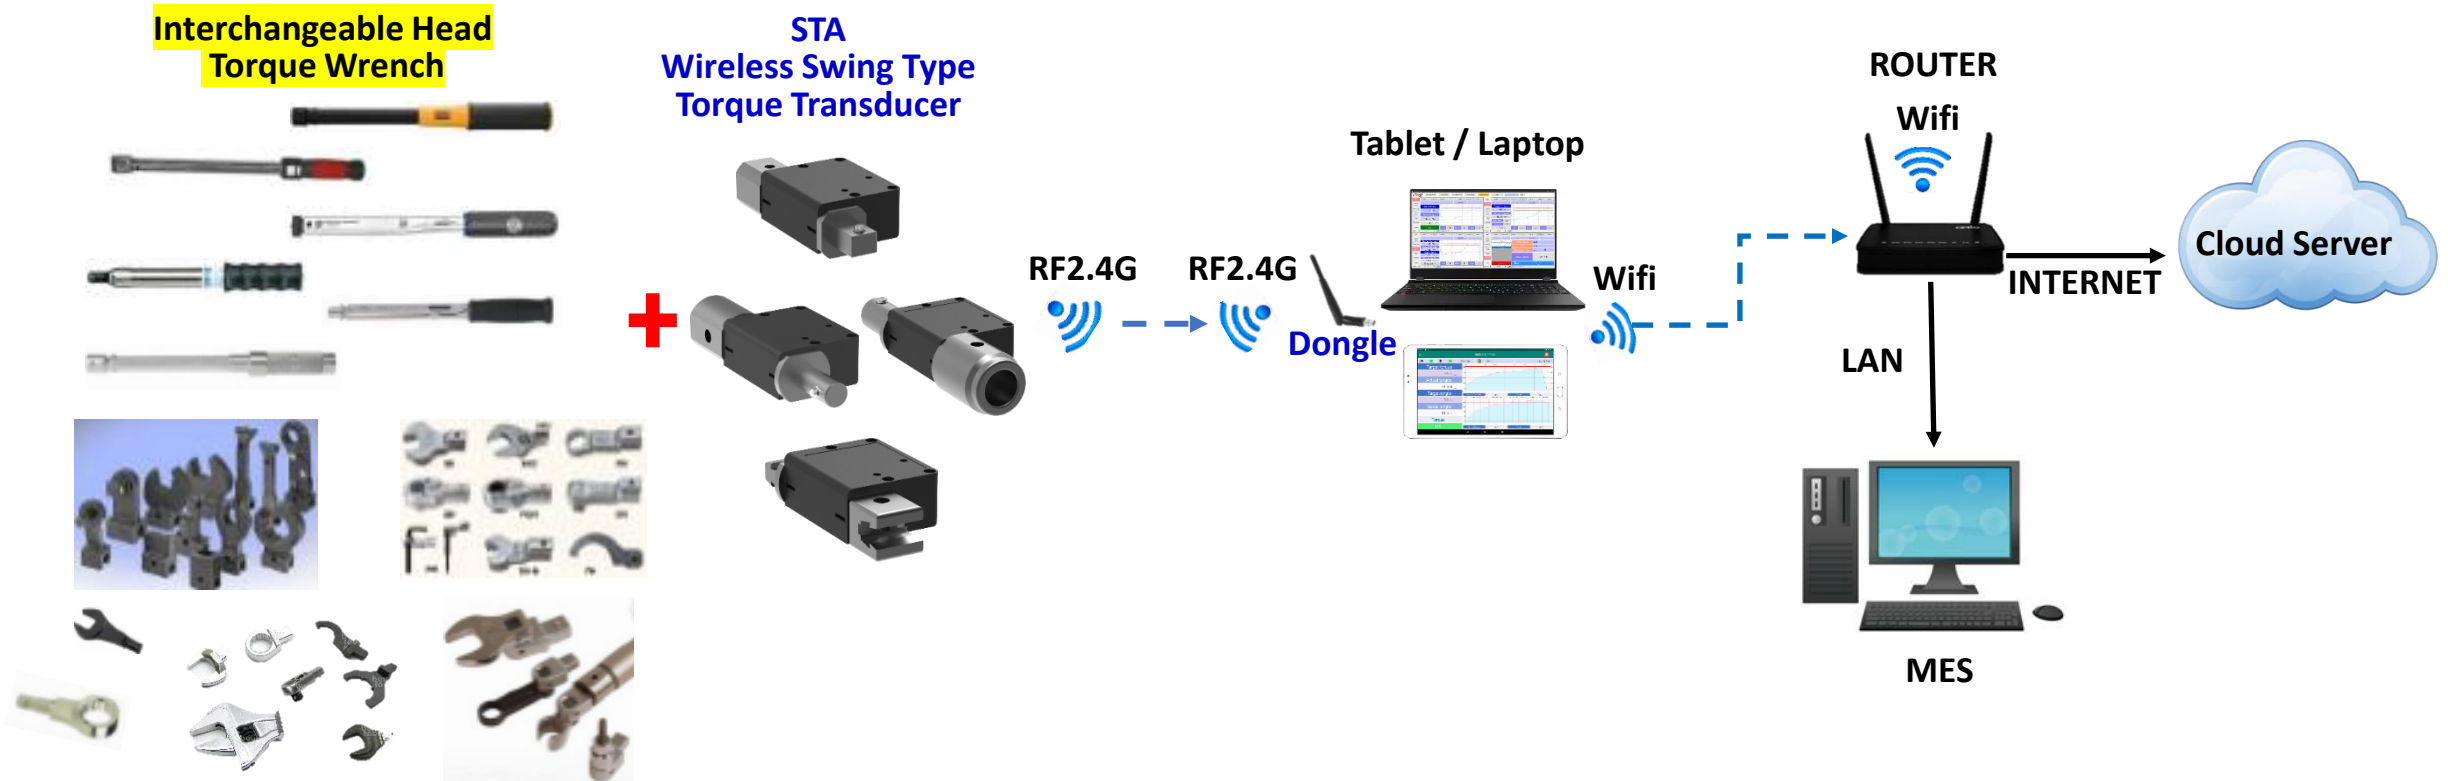 Interchangeable Head
Torque Wrench
STA
Wireless Swing Type
Torque Transducer
RF2.4G
RF2.4G
Dongle
Tablet / Laptop
Wifi
ROUTER
Wifi
INTERNET
Cloud Server
LAN
MES